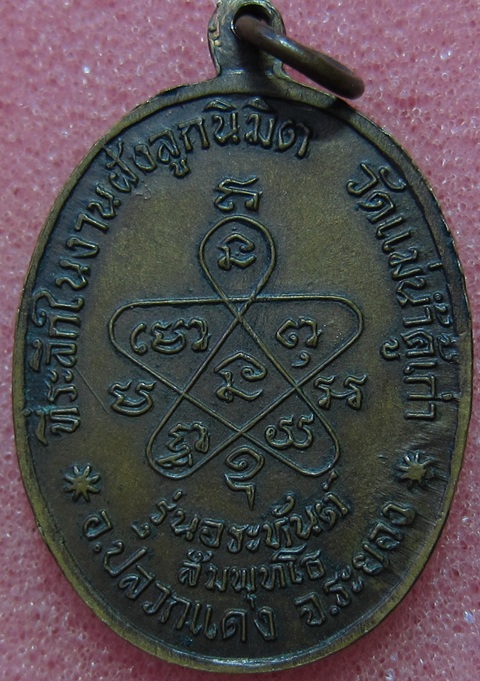 ที่ระลึกในงานฝังลูกนิมิต วัดแม่น้ำคู้เก่า
รุ่นอรหันต์
สัมพุทโธ
อ.ปลวกแดง จ.ระยอง